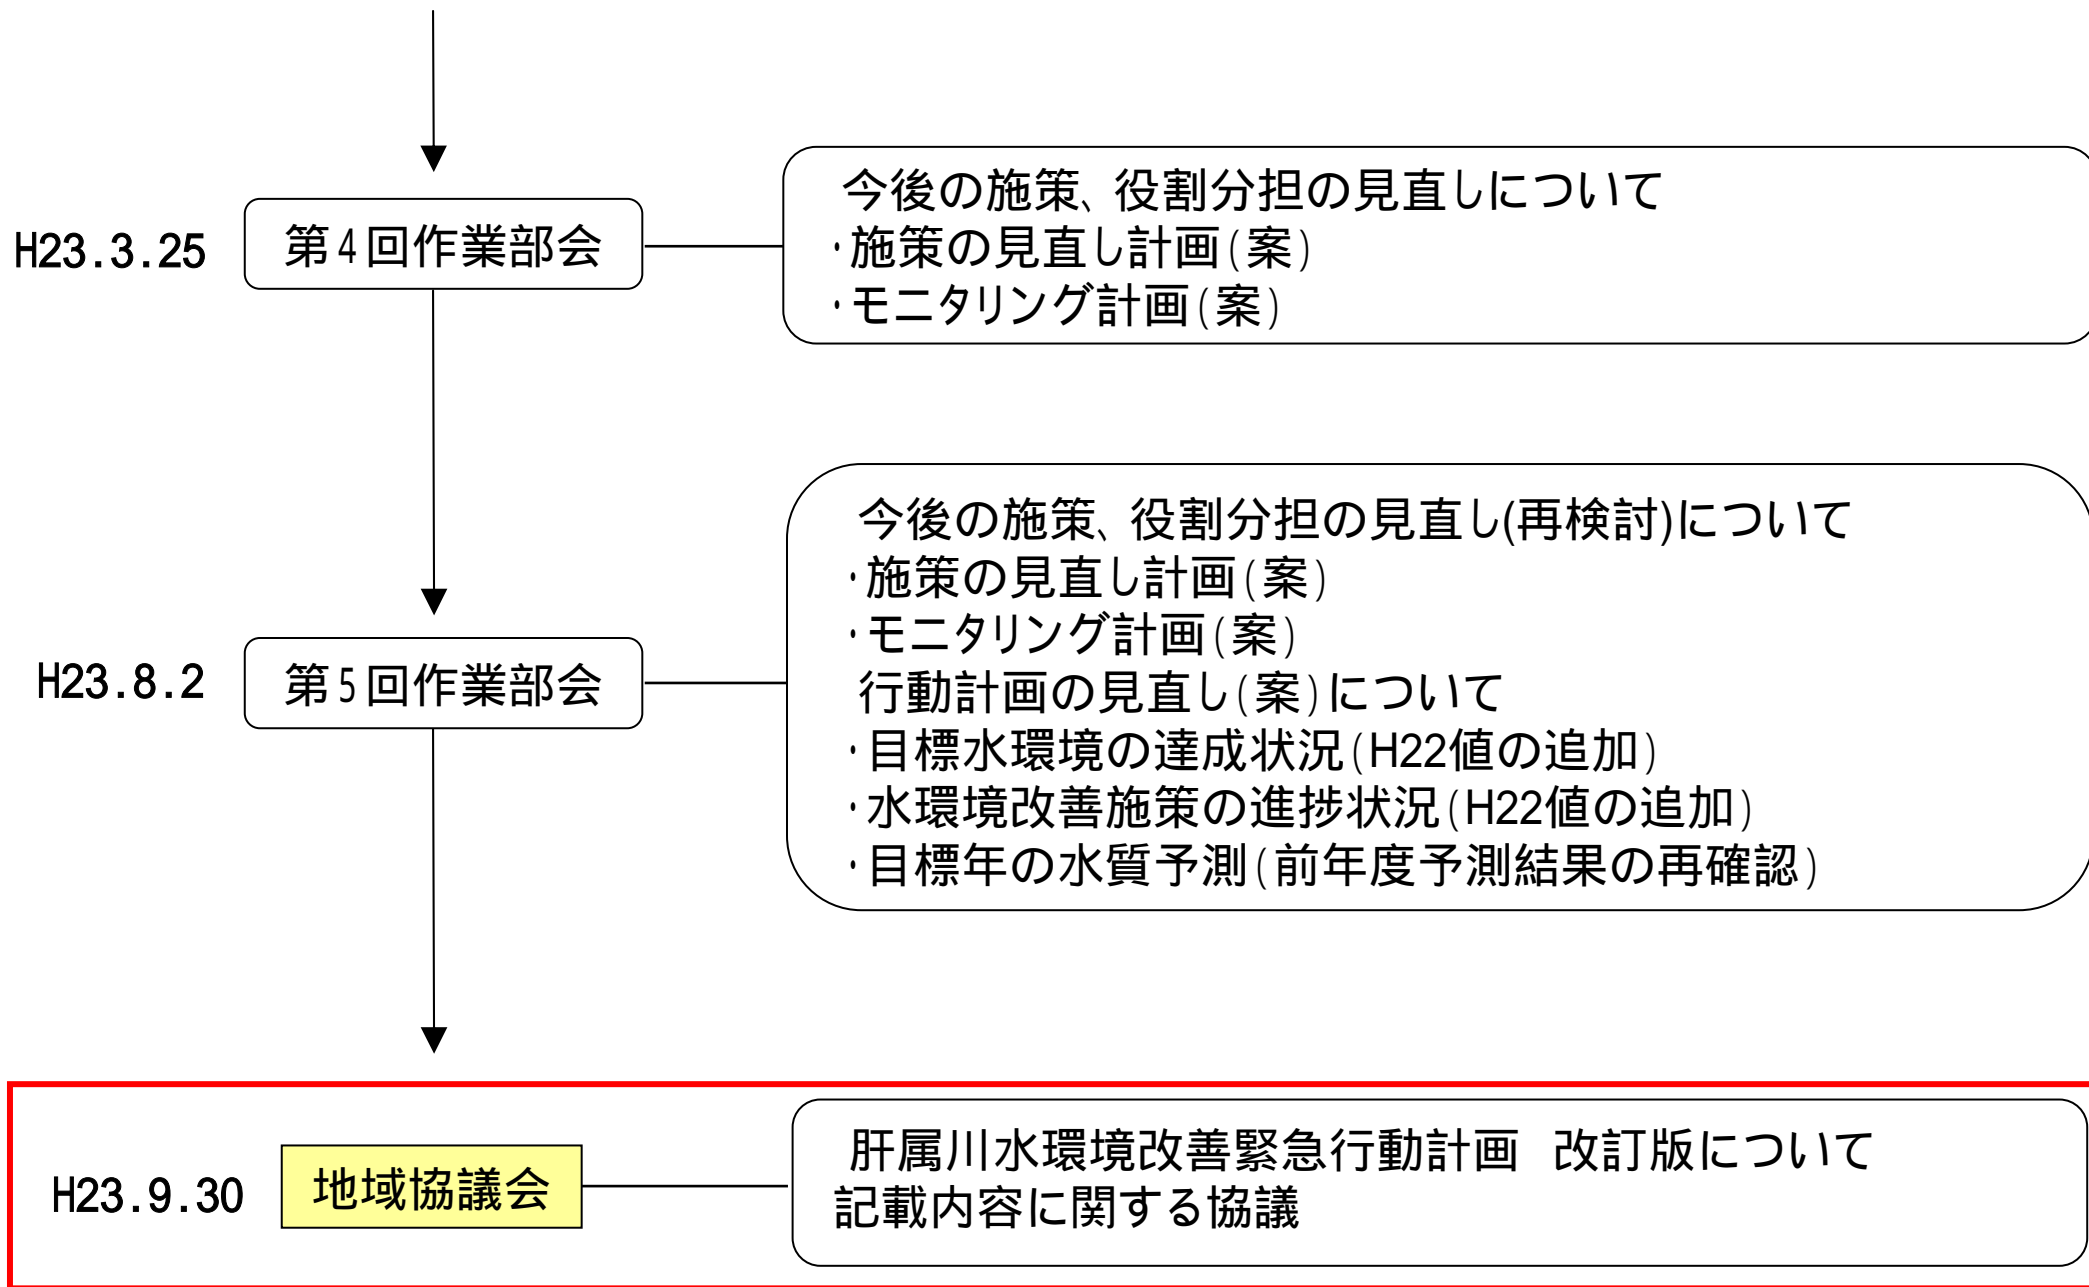 H23.3.25
第4回作業部会
今後の施策、役割分担の見直しについて
・施策の見直し計画(案)
・モニタリング計画(案)
H23.8.2
第5回作業部会
今後の施策、役割分担の見直し(再検討)について
・施策の見直し計画(案)
・モニタリング計画(案)
行動計画の見直し(案)について
・目標水環境の達成状況(H22値の追加)
・水環境改善施策の進捗状況(H22値の追加)
・目標年の水質予測(前年度予測結果の再確認)
H23.9.30
地域協議会
肝属川水環境改善緊急行動計画　改訂版について
記載内容に関する協議